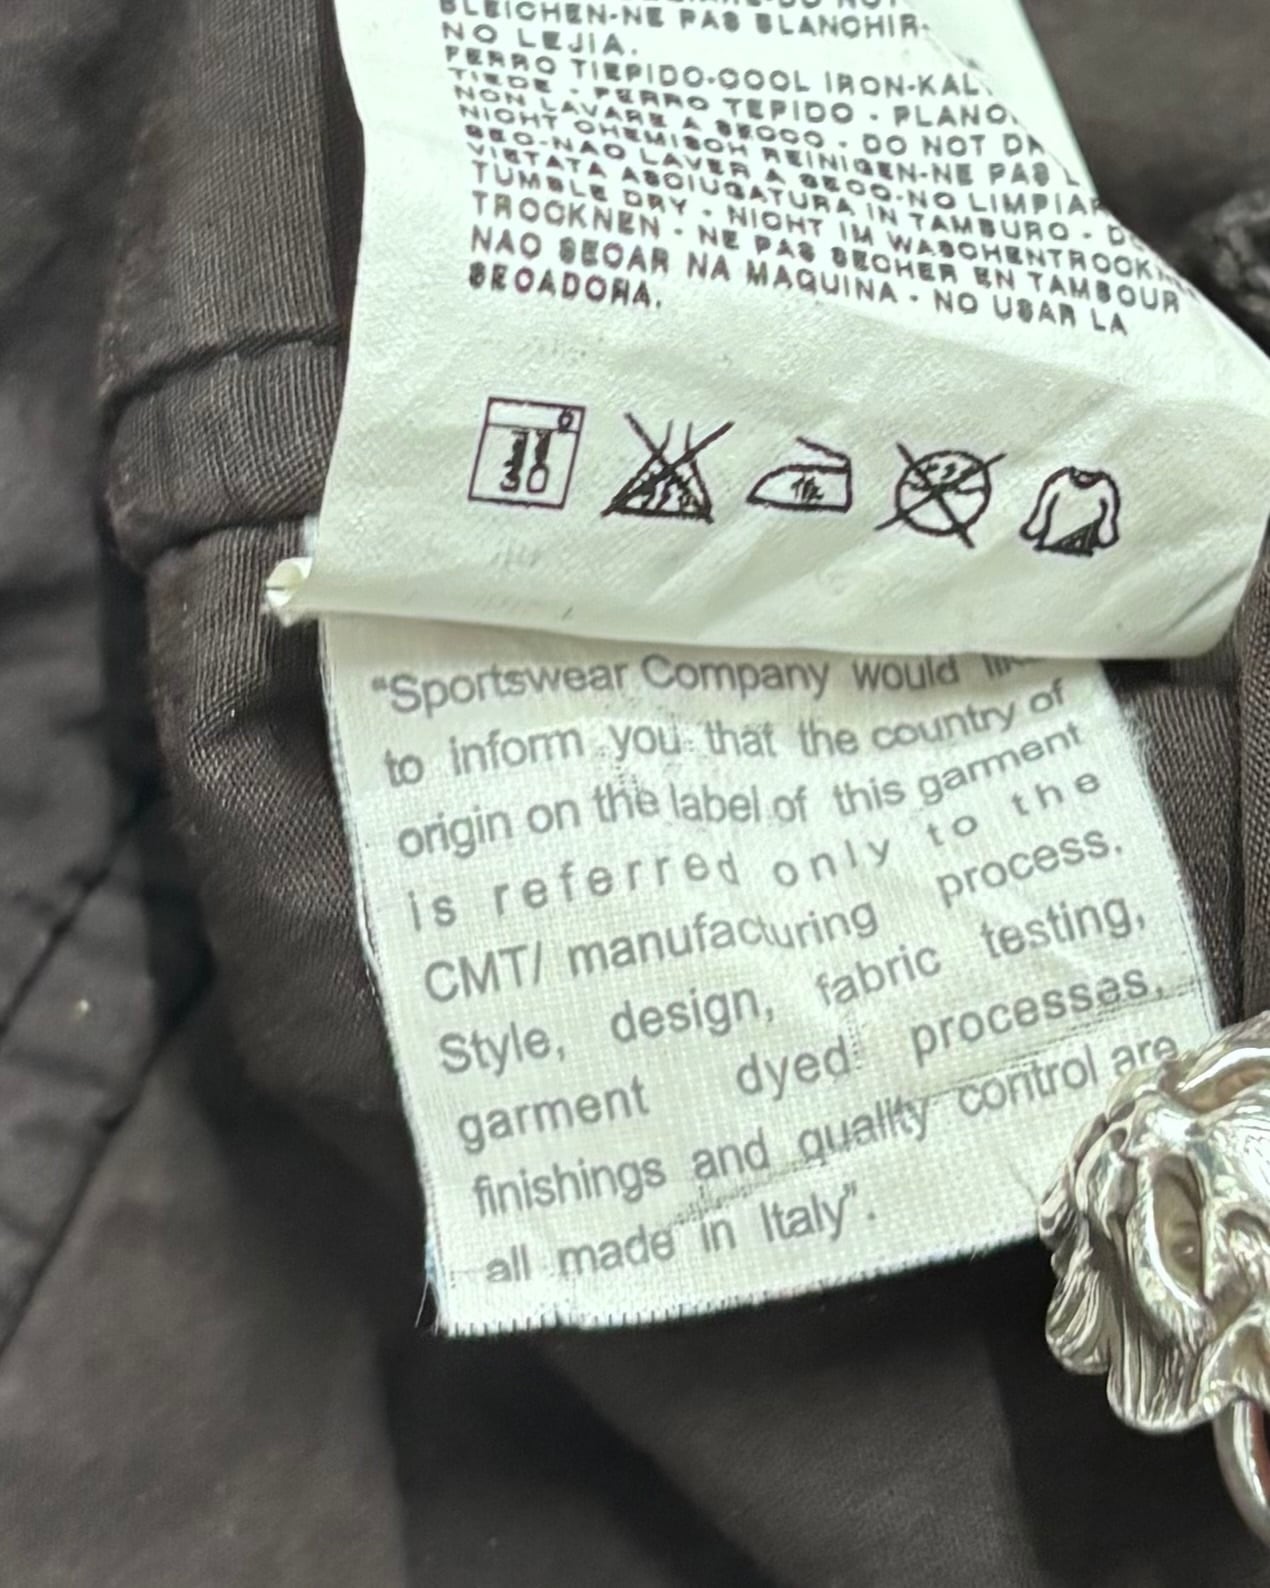 BLEICHEN-NE PAS BLANCHIR-
NO LEJIA.
FERRO TIEPIDO-COOL IRON-KAL
TIEDE - FERRO TEPIDO - PLANO.
NON LAVARE A SECCO - DO NOT DR
NICHT CHEMISCH REINIGEN-NE PAS L
SEC-NAO LAVER A SECO-NO LIMPIAR
VIETATA ASCIUGATURA IN TAMBURO - DO
TUMBLE DRY - NICHT IM WASCHENTROCK
TROCKNEN - NE PAS SECHER EN TAMBOUR
NAO SECAR NA MAQUINA - NO USAR LA
SECADORA.
30
"Sportswear Company would
to inform you that the country of
origin on the label of this garment
is referred only to the
CMT/ manufacturing process.
Style, design, fabric testing,
garment dyed processes,
finishings and quality control are
all made in Italy".